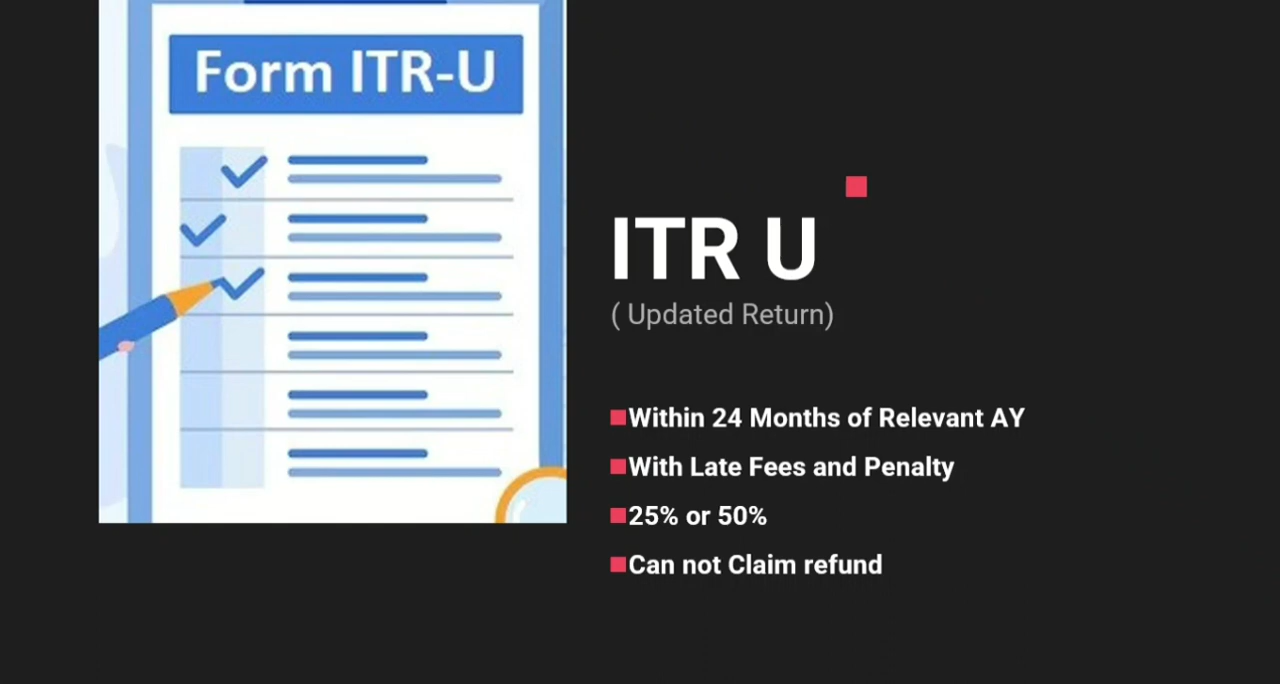 Form ITR-U
ITR U
( Updated Return)
Within 24 Months of Relevant AY
With Late Fees and Penalty
25% or 50%
Can not Claim refund